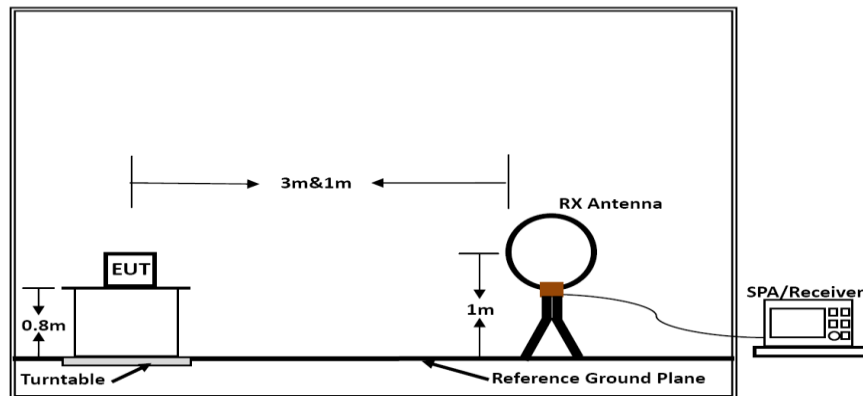 3m&1m
RX Antenna
EUT
SPA/Receiver
0.8m
1m
Turntable
Reference Ground Plane